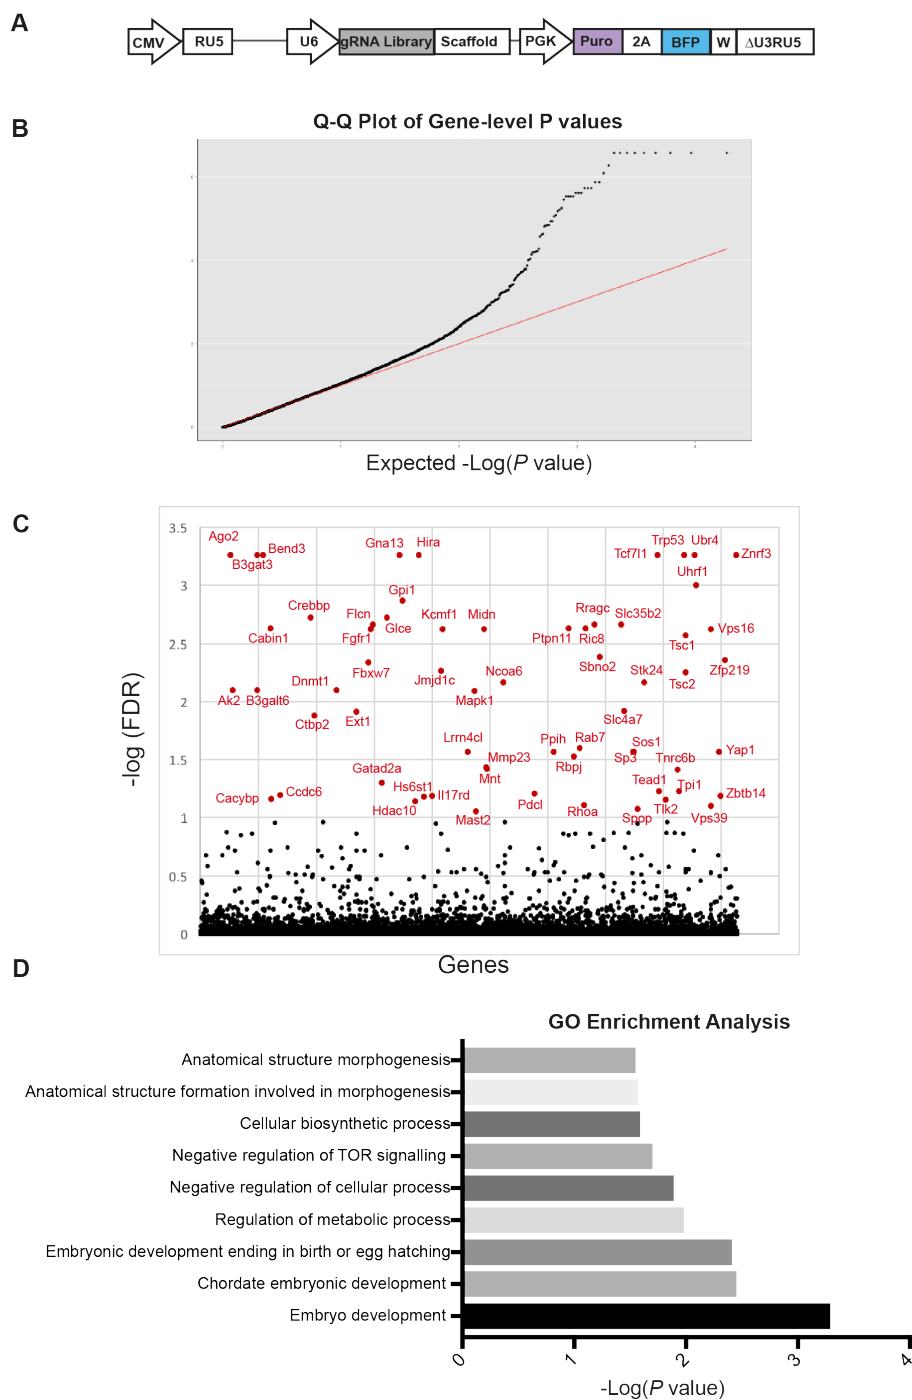 A
CMV RU5 U6 gRNA Library Scaffold PGK Puro 2A BFP W ΔU3RU5
B
Q-Q Plot of Gene-level P values
Expected -Log(P value)
0 1 2 3 4
C
-log (FDR)
3.5
3
2.5
2
1.5
1
0.5
0
Ago2
B3gat3
Bend3
Gna13
Hira
Tcf7l1
Trp53
Ubr4
Znrf3
Uhrf1
Gpi1
Crebbp
Cabin1
Flcn
Fgfr1
Glce
Kcmf1
Midn
Ptpn11
Rragc
Ric8
Slc35b2
Tsc1
Vps16
Fbxw7
Jmjd1c
Ncoa6
Sbno2
Stk24
Tsc2
Zfp219
Ak2
B3galt6
Dnmt1
Mapk1
Ctbp2
Ext1
Slc4a7
Lrrn4cl
Mmp23
Mnt
Ppih
Rab7
Rbpj
Sos1
Sp3
Tnrc6b
Yap1
Gatad2a
Cacybp
Ccdc6
Hs6st1
Hdac10
Il17rd
Mast2
Pdcl
Rhoa
Tead1
Tpi1
Tlk2
Spop
Zbtb14
Vps39
Genes
D
GO Enrichment Analysis
Anatomical structure morphogenesis
Anatomical structure formation involved in morphogenesis
Cellular biosynthetic process
Negative regulation of TOR signalling
Negative regulation of cellular process
Regulation of metabolic process
Embryonic development ending in birth or egg hatching
Chordate embryonic development
Embryo development
0 1 2 3 4
-Log(P value)